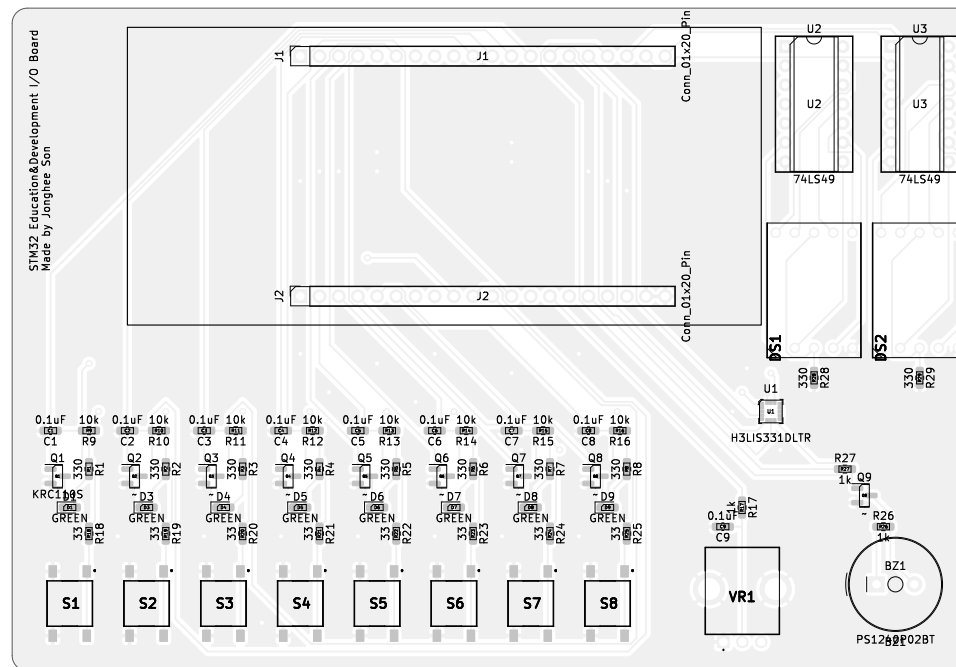 STM32 Education&Development I/O Board
Made by Jonghee Son
J1
J1
Conn_01x20_Pin
J2
J2
Conn_01x20_Pin
U2
U2
74LS49
U3
U3
74LS49
DS1
DS2
330
R28
330
R29
U1
U1
H3LIS331DLTR
0.1uF 10k
C1 R9
0.1uF 10k
C2 R10
0.1uF 10k
C3 R11
0.1uF 10k
C4 R12
0.1uF 10k
C5 R13
0.1uF 10k
C6 R14
0.1uF 10k
C7 R15
0.1uF 10k
C8 R16
Q1 330 R1
Q2 330 R2
Q3 330 R3
Q4 330 R4
Q5 330 R5
Q6 330 R6
Q7 330 R7
Q8 330 R8
KRC110S
~
~
~
~
~
~
~
D1
D3
D4
D5
D6
D7
D8
D9
GREEN
GREEN
GREEN
GREEN
GREEN
GREEN
GREEN
GREEN
33 R18
33 R19
33 R20
33 R21
33 R22
33 R23
33 R24
33 R25
S1
S2
S3
S4
S5
S6
S7
S8
1k
R17
0.1uF
C9
VR1
R27
1k
Q9
~
R26
1k
BZ1
PS1240P02BT
BZ1